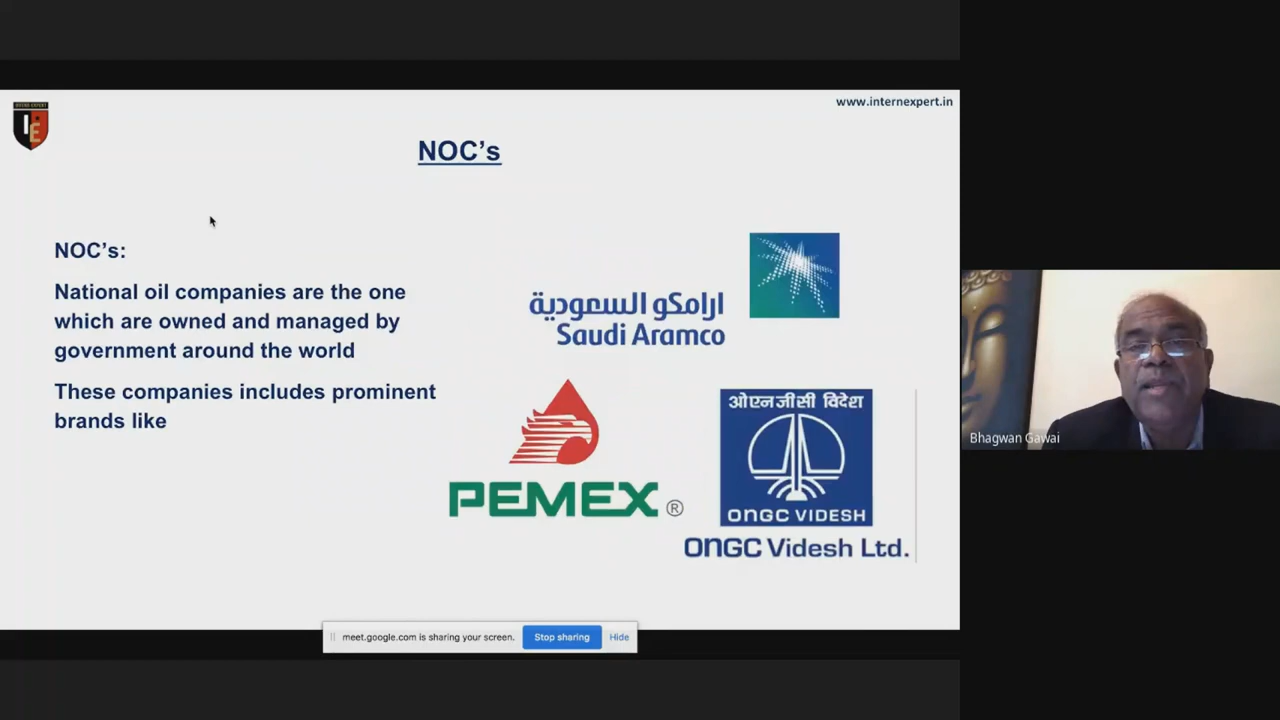 www.internexpert.in
IE
NOC's
NOC's:
National oil companies are the one
which are owned and managed by
government around the world
These companies includes prominent
brands like
ارامكو السعودية
Saudi Aramco
PEMEX ®
ओएनजीसी विदेश
ONGC VIDESH
ONGC Videsh Ltd.
Bhagwan Gawai
meet.google.com is sharing your screen. Stop sharing Hide